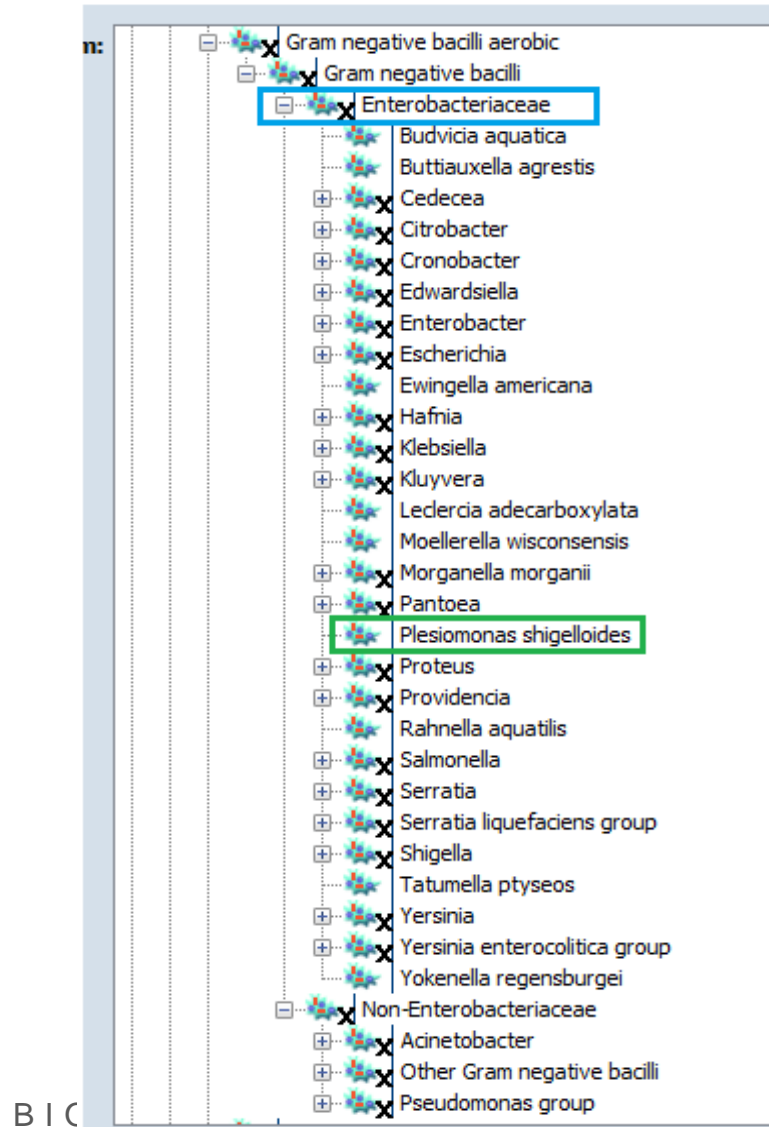 m:
Gram negative bacilli aerobic
Gram negative bacilli
Enterobacteriaceae
Budvicia aquatica
Buttiauxella agrestis
Cedecea
Citrobacter
Cronobacter
Edwardsiella
Enterobacter
Escherichia
Ewingella americana
Hafnia
Klebsiella
Kluyvera
Leclercia adecarboxylata
Moellerella wisconsensis
Morganella morganii
Pantoea
Plesiomonas shigelloides
Proteus
Providencia
Rahnella aquatilis
Salmonella
Serratia
Serratia liquefaciens group
Shigella
Tatumella ptyseos
Yersinia
Yersinia enterocolitica group
Yokenella regensburgei
Non-Enterobacteriaceae
Acinetobacter
Other Gram negative bacilli
Pseudomonas group
B I